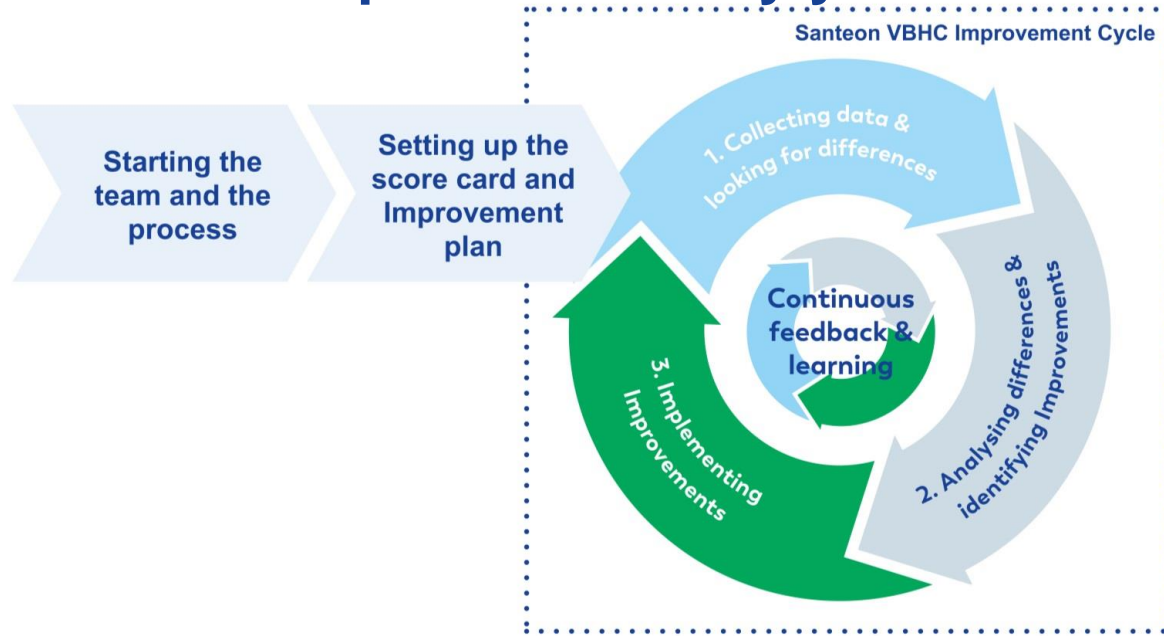 Santeon VBHC Improvement Cycle
Starting the
team and the
process
Setting up the
score card and
Improvement
plan
1. Collecting data &
looking for differences
2. Analysing differences &
identifying Improvements
3. Implementing
Improvements
Continuous
feedback &
learning